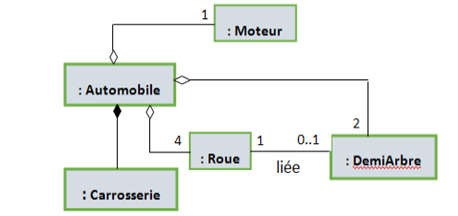 1
: Moteur
: Automobile
2
4
: Roue
1
0..1
liée
: DemiArbre
: Carrosserie